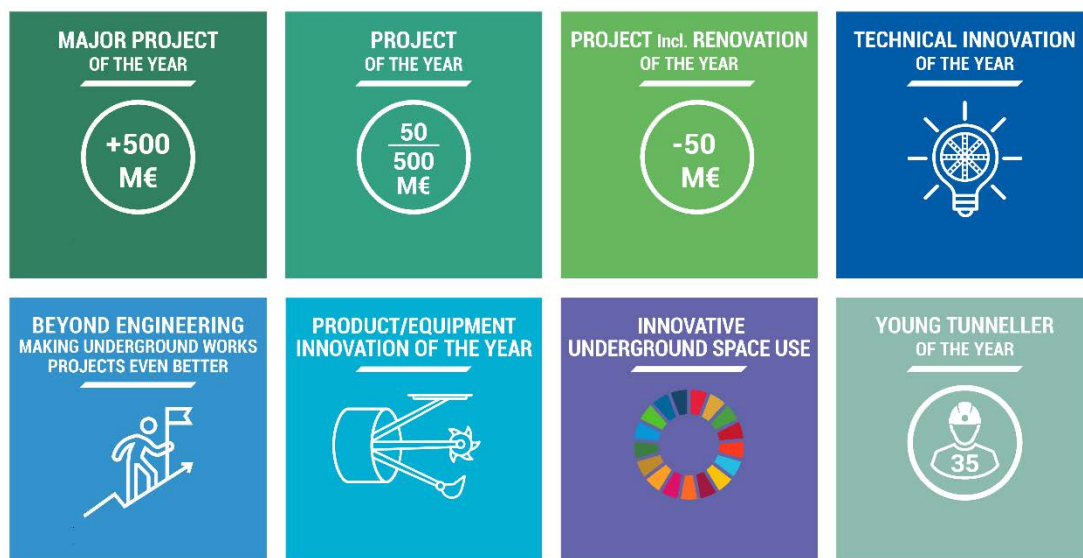 MAJOR PROJECT
OF THE YEAR
+500
M€
PROJECT
OF THE YEAR
50
500
M€
PROJECT Incl. RENOVATION
OF THE YEAR
-50
M€
TECHNICAL INNOVATION
OF THE YEAR
BEYOND ENGINEERING
MAKING UNDERGROUND WORKS
PROJECTS EVEN BETTER
PRODUCT/EQUIPMENT
INNOVATION OF THE YEAR
INNOVATIVE
UNDERGROUND SPACE USE
YOUNG TUNNELLER
OF THE YEAR
35